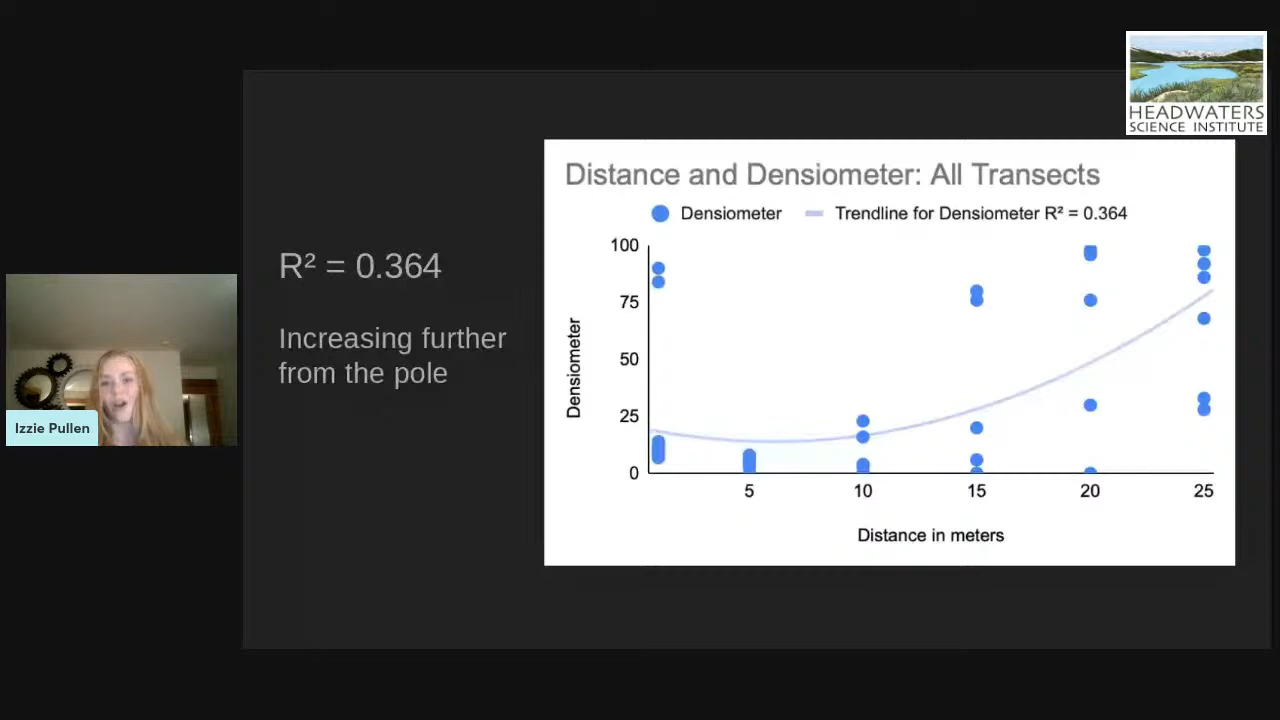 HEADWATERS
SCIENCE INSTITUTE
R² = 0.364
Increasing further
from the pole
Izzie Pullen
Distance and Densiometer: All Transects
Densiometer
Trendline for Densiometer R² = 0.364
100
75
50
25
0
Densiometer
5
10
15
20
25
Distance in meters